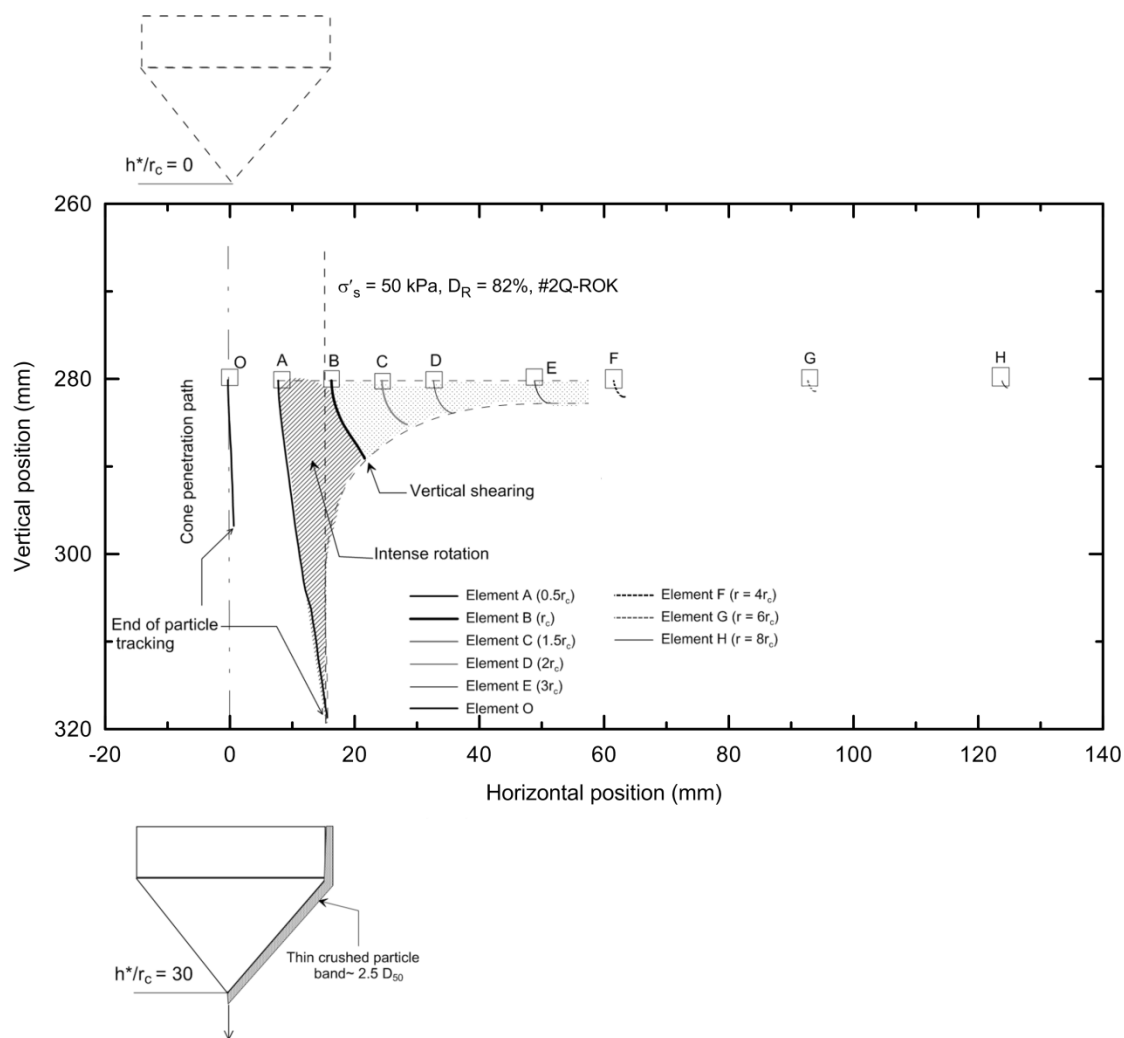 h*/r_c = 0
260
280
300
320
Vertical position (mm)
-20
0
20
40
60
80
100
120
140
Horizontal position (mm)
σ'_s = 50 kPa, D_R = 82%, #2Q-ROK
O
A
B
C
D
E
F
G
H
Cone penetration path
Vertical shearing
Intense rotation
End of particle
tracking
Element A (0.5r_c)
Element B (r_c)
Element C (1.5r_c)
Element D (2r_c)
Element E (3r_c)
Element O
Element F (r = 4r_c)
Element G (r = 6r_c)
Element H (r = 8r_c)
Thin crushed particle
band~ 2.5 D_50
h*/r_c = 30